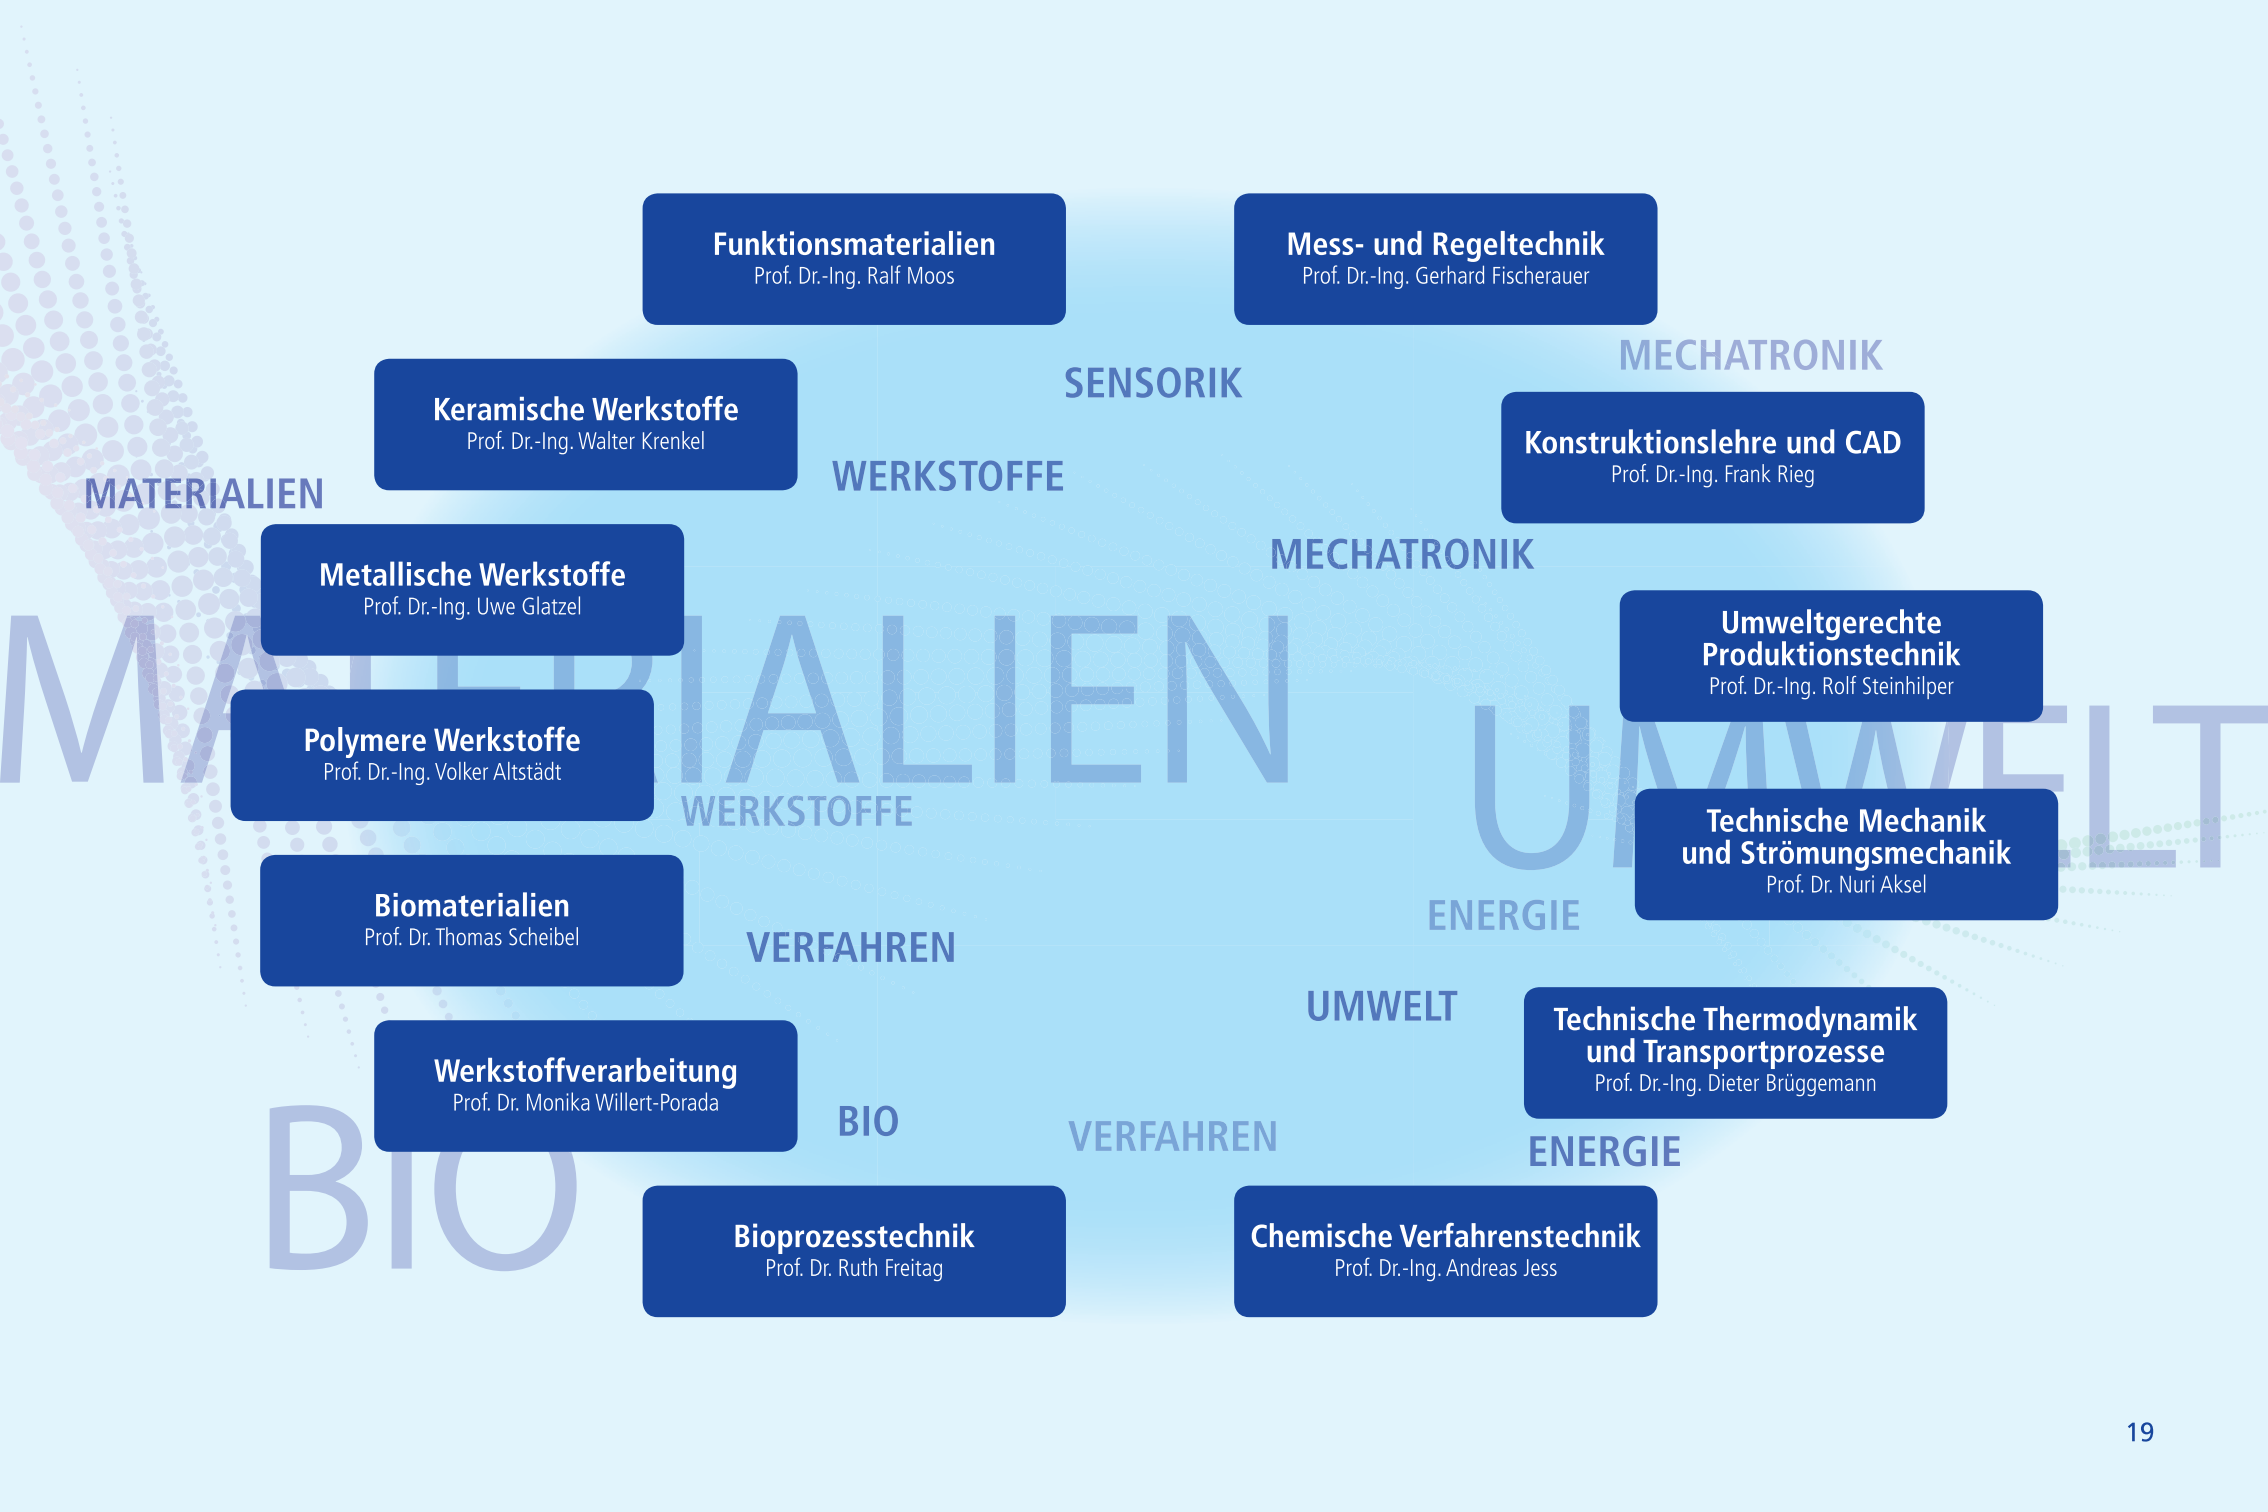 Funktionsmaterialien
Prof. Dr.-Ing. Ralf Moos
Mess- und Regeltechnik
Prof. Dr.-Ing. Gerhard Fischerauer
MECHATRONIK
SENSORIK
Keramische Werkstoffe
Prof. Dr.-Ing. Walter Krenkel
Konstruktionslehre und CAD
Prof. Dr.-Ing. Frank Rieg
WERKSTOFFE
MATERIALIEN
MECHATRONIK
Metallische Werkstoffe
Prof. Dr.-Ing. Uwe Glatzel
Umweltgerechte
Produktionstechnik
Prof. Dr.-Ing. Rolf Steinhilper
MATERIALIEN
UMWELT
Polymere Werkstoffe
Prof. Dr.-Ing. Volker Altstädt
WERKSTOFFE
Technische Mechanik
und Strömungsmechanik
Prof. Dr. Nuri Aksel
Biomaterialien
Prof. Dr. Thomas Scheibel
ENERGIE
VERFAHREN
UMWELT
Technische Thermodynamik
und Transportprozesse
Prof. Dr.-Ing. Dieter Brüggemann
Werkstoffverarbeitung
Prof. Dr. Monika Willert-Porada
BIO
VERFAHREN
ENERGIE
BIO
Bioprozesstechnik
Prof. Dr. Ruth Freitag
Chemische Verfahrenstechnik
Prof. Dr.-Ing. Andreas Jess
19